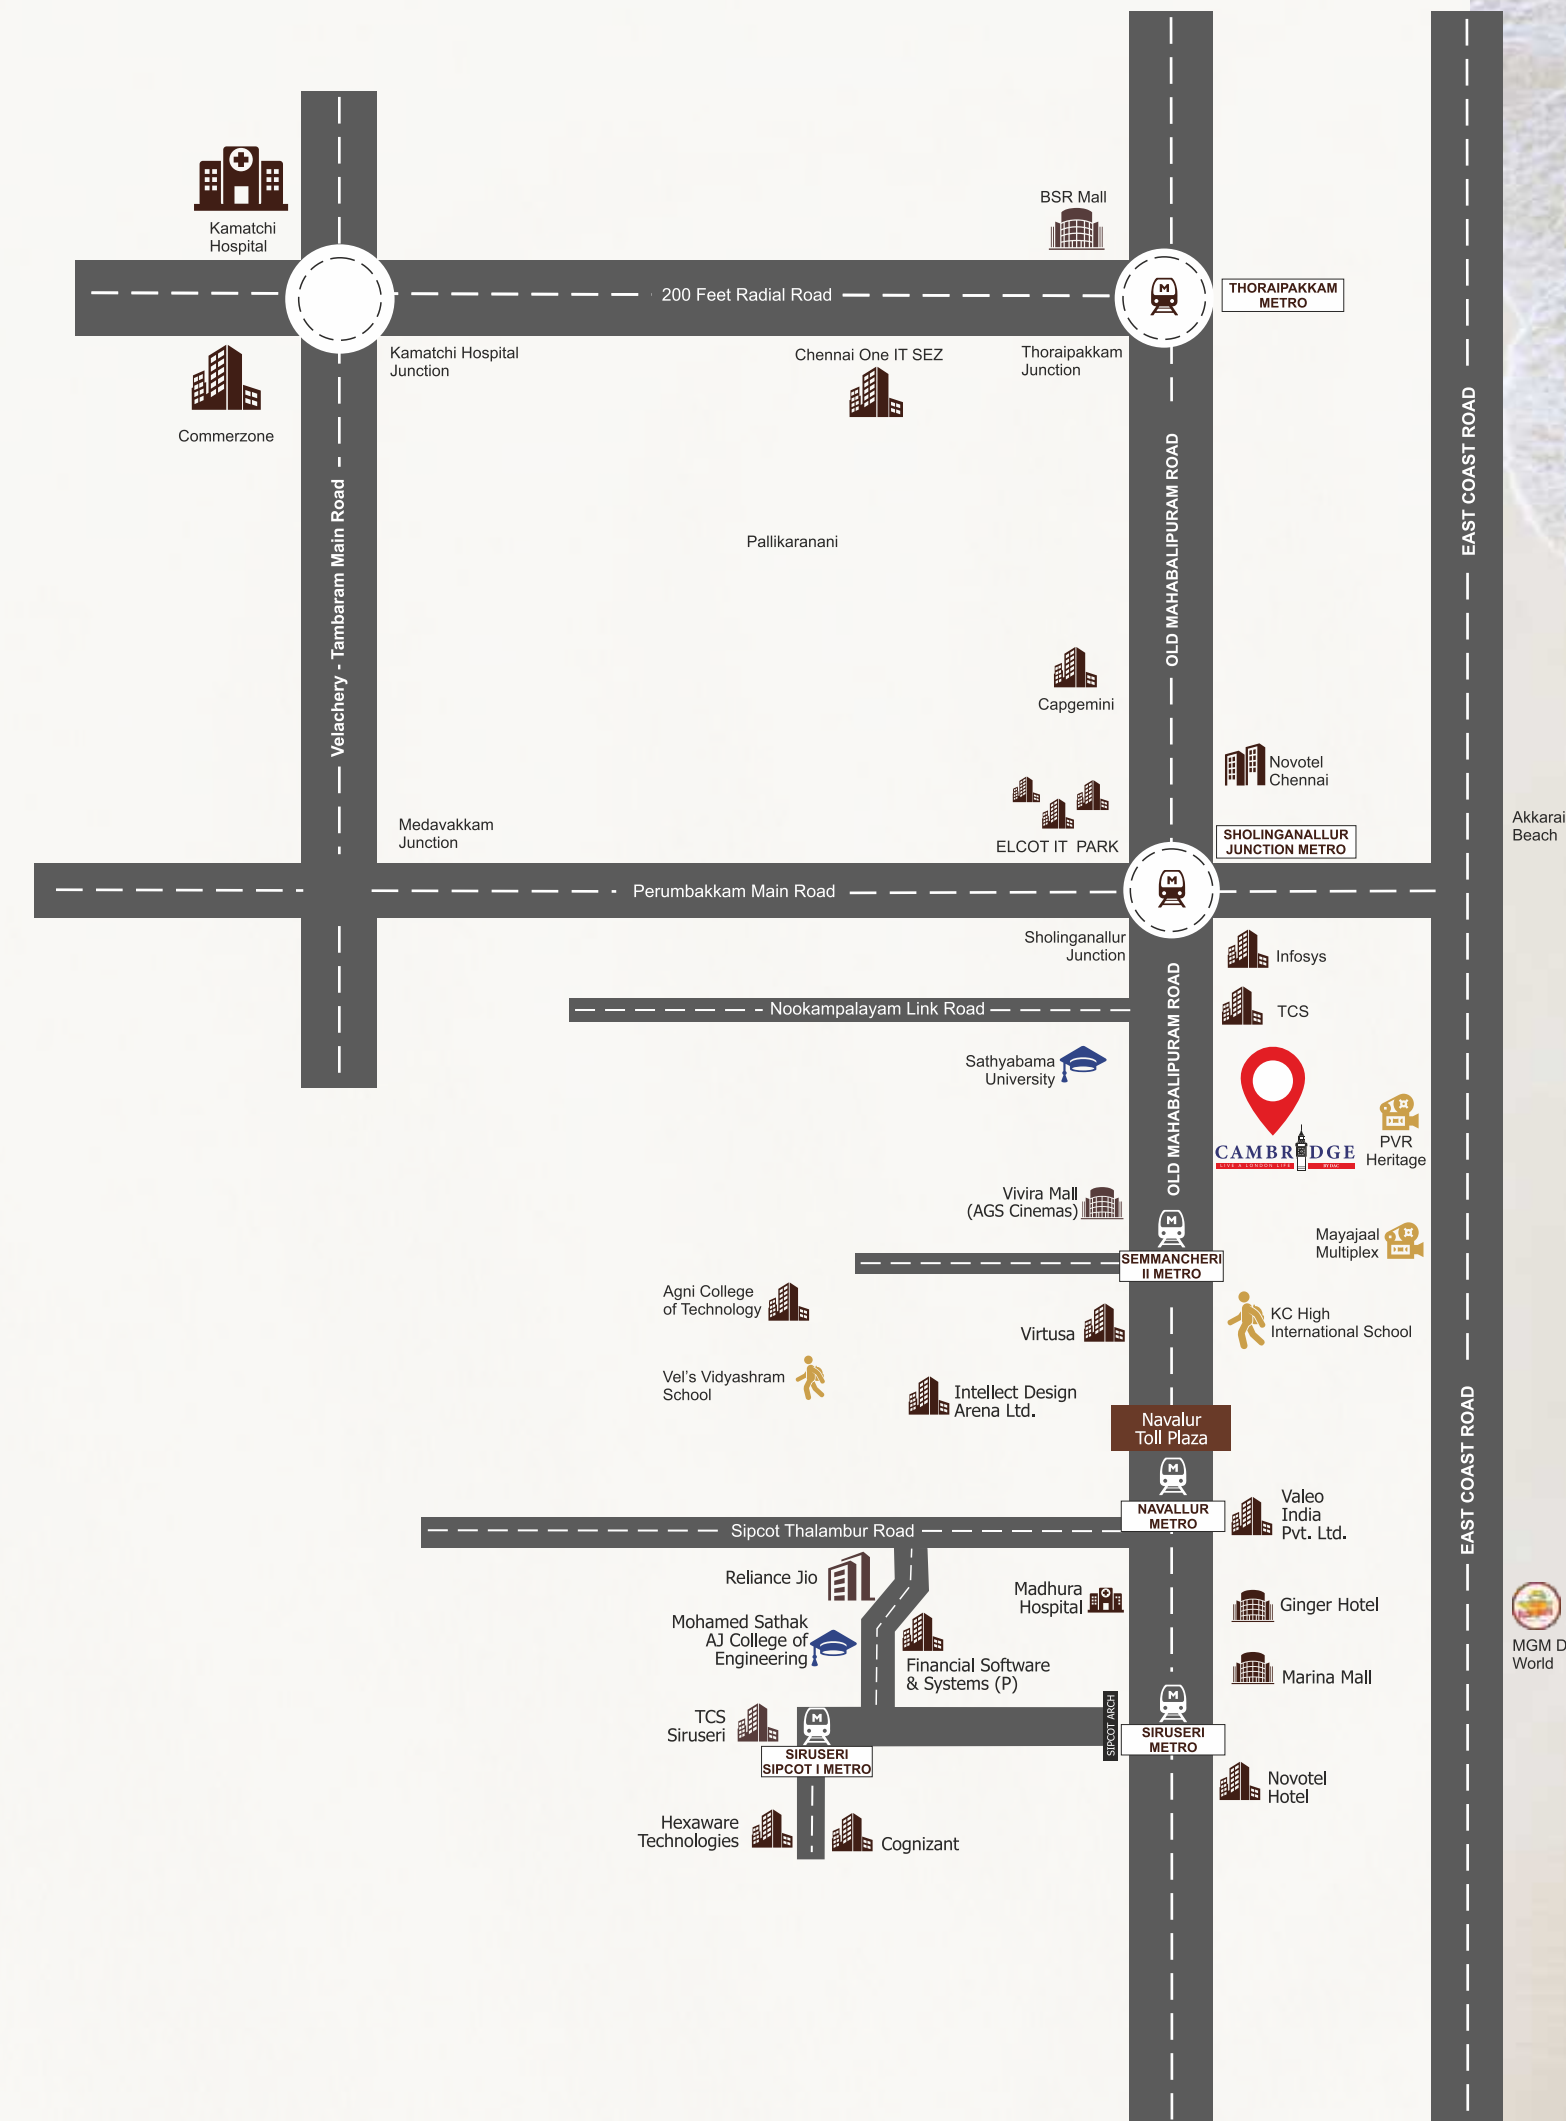 BSR Mall
Kamatchi
Hospital
200 Feet Radial Road
M
THORAIPAKKAM
METRO
Kamatchi Hospital
Junction
Chennai One IT SEZ
Thoraipakkam
Junction
Commerzone
EAST COAST ROAD
OLD MAHABALIPURAM ROAD
Velachery - Tambaram Main Road
Pallikaranani
Capgemini
Novotel
Chennai
Medavakkam
Junction
ELCOT IT PARK
SHOLINGANALLUR
JUNCTION METRO
Akkarai
Beach
Perumbakkam Main Road
M
Sholinganallur
Junction
Infosys
Nookampalayam Link Road
TCS
OLD MAHABALIPURAM ROAD
Sathyabama
University
CAMBRIDGE
LIVE A LONDON LIFE
BY DAC
PVR
Heritage
Vivira Mall
(AGS Cinemas)
M
SEMMANCHERI
II METRO
Mayajaal
Multiplex
Agni College
of Technology
KC High
International School
Virtusa
Vel's Vidyashram
School
Intellect Design
Arena Ltd.
Navalur
Toll Plaza
EAST COAST ROAD
M
NAVALLUR
METRO
Valeo
India
Pvt. Ltd.
Sipcot Thalambur Road
Reliance Jio
Madhura
Hospital
Ginger Hotel
Mohamed Sathak
AJ College of
Engineering
Financial Software
& Systems (P)
MGM D
World
Marina Mall
TCS
Siruseri
M
SIRUSERI
SIPCOT I METRO
SIPCOT ARCH
M
SIRUSERI
METRO
Novotel
Hotel
Hexaware
Technologies
Cognizant